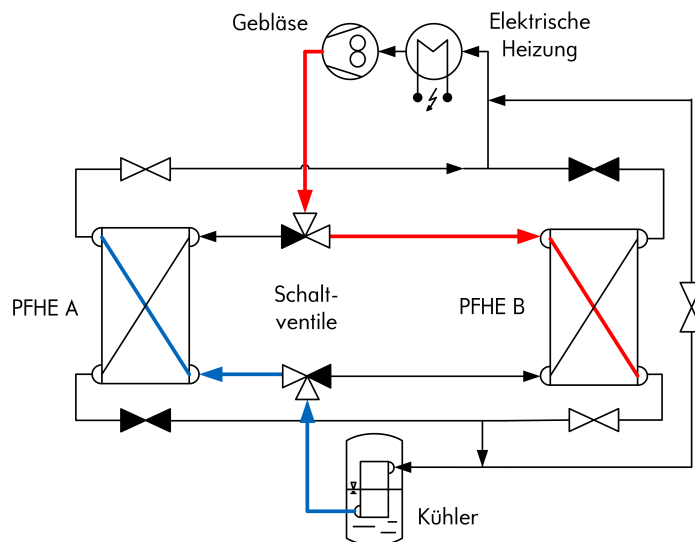 Gebläse
Elektrische
Heizung
PFHE A
Schalt-
ventile
PFHE B
Kühler